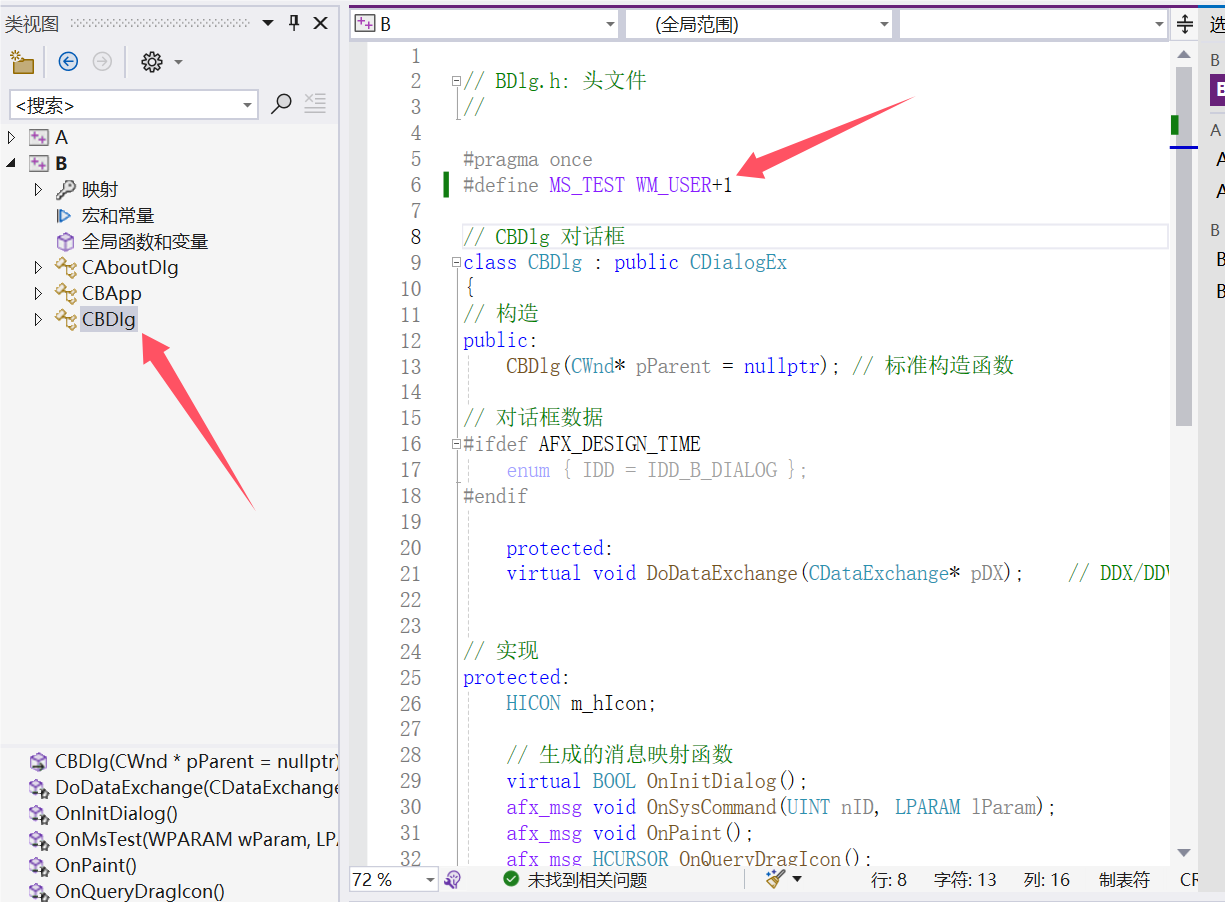 类视图
<搜索>
A
B
映射
宏和常量
全局函数和变量
CAboutDlg
CBApp
CBDlg
CBDlg(CWnd * pParent = nullptr)
DoDataExchange(CDataExchange
OnInitDialog()
OnMsTest(WPARAM wParam, LP
OnPaint()
OnQueryDragIcon()
B
(全局范围)
1
2 // BDlg.h: 头文件
3 //
4
5 #pragma once
6 #define MS_TEST WM_USER+1
7
8 // CBDlg 对话框
9 class CBDlg : public CDialogEx
10 {
11 // 构造
12 public:
13 CBDlg(CWnd* pParent = nullptr); // 标准构造函数
14
15 // 对话框数据
16 #ifdef AFX_DESIGN_TIME
17 enum { IDD = IDD_B_DIALOG };
18 #endif
19
20 protected:
21 virtual void DoDataExchange(CDataExchange* pDX); // DDX/DDV
22
23
24 // 实现
25 protected:
26 HICON m_hIcon;
27
28 // 生成的消息映射函数
29 virtual BOOL OnInitDialog();
30 afx_msg void OnSysCommand(UINT nID, LPARAM lParam);
31 afx_msg void OnPaint();
32 afx_msg HCURSOR OnQueryDragIcon();
72 %
未找到相关问题
行: 8
字符: 13
列: 16
制表符
CR
选
B
A
B